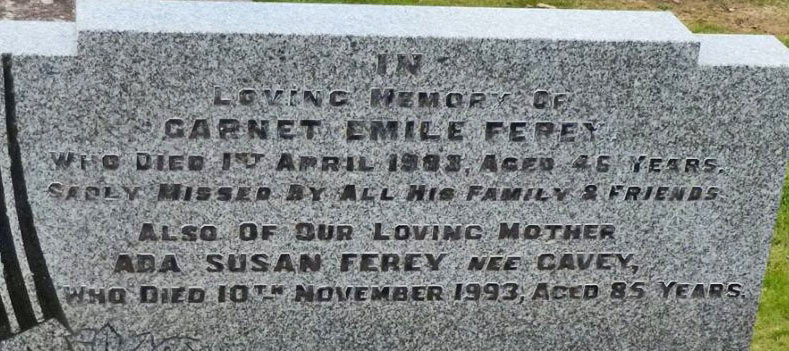 IN
LOVING MEMORY OF
GARNET EMILE FEREY
WHO DIED 1ST APRIL 1983, AGED 46 YEARS.
SADLY MISSED BY ALL HIS FAMILY & FRIENDS
ALSO OF OUR LOVING MOTHER
ADA SUSAN FEREY NÉE GAVEY,
WHO DIED 10TH NOVEMBER 1993, AGED 85 YEARS.